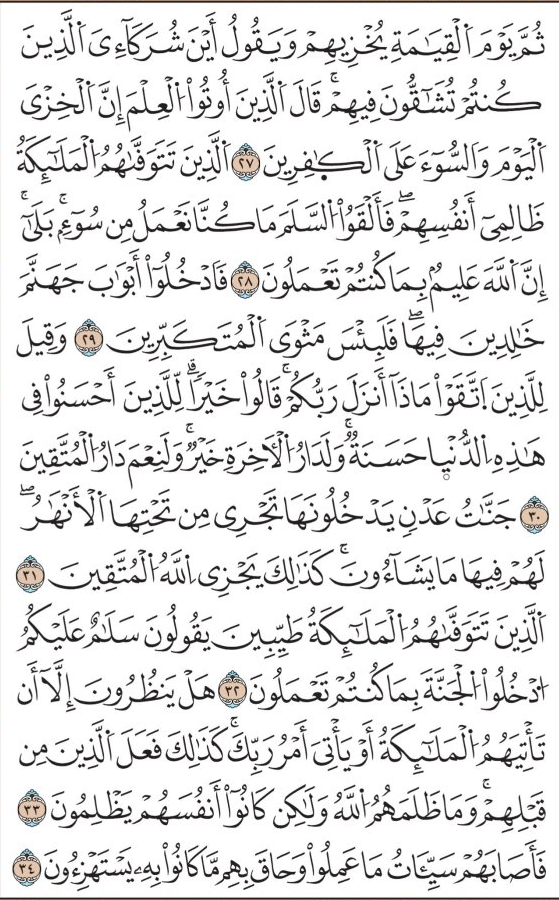 ثُمَّ يَوْمَ ٱلْقِيَٰمَةِ يُخْزِيهِمْ وَيَقُولُ أَيْنَ شُرَكَآءِىَ ٱلَّذِينَ
كُنتُمْ تُشَٰٓقُّونَ فِيهِمْۚ قَالَ ٱلَّذِينَ أُوتُوا۟ ٱلْعِلْمَ إِنَّ ٱلْخِزْىَ
ٱلْيَوْمَ وَٱلسُّوٓءَ عَلَى ٱلْكَٰفِرِينَ ٢٧ ٱلَّذِينَ تَتَوَفَّىٰهُمُ ٱلْمَلَٰٓئِكَةُ
ظَالِمِىٓ أَنفُسِهِمْۖ فَأَلْقَوُا۟ ٱلسَّلَمَ مَا كُنَّا نَعْمَلُ مِن سُوٓءٍۭۚ بَلَىٰٓۚ
إِنَّ ٱللَّهَ عَلِيمٌۢ بِمَا كُنتُمْ تَعْمَلُونَ ٢٨ فَٱدْخُلُوٓا۟ أَبْوَٰبَ جَهَنَّمَ
خَٰلِدِينَ فِيهَاۖ فَلَبِئْسَ مَثْوَى ٱلْمُتَكَبِّرِينَ ٢٩ وَقِيلَ
لِلَّذِينَ ٱتَّقَوْا۟ مَاذَآ أَنزَلَ رَبُّكُمْۚ قَالُوا۟ خَيْرًاۗ لِّلَّذِينَ أَحْسَنُوا۟ فِى
هَٰذِهِ ٱلدُّنْيَا حَسَنَةٌۚ وَلَدَارُ ٱلْءَاخِرَةِ خَيْرٌۚ وَلَنِعْمَ دَارُ ٱلْمُتَّقِينَ
٣٠ جَنَّٰتُ عَدْنٍ يَدْخُلُونَهَا تَجْرِى مِن تَحْتِهَا ٱلْأَنْهَٰرُۖ
لَهُمْ فِيهَا مَا يَشَآءُونَۚ كَذَٰلِكَ يَجْزِى ٱللَّهُ ٱلْمُتَّقِينَ ٣١
ٱلَّذِينَ تَتَوَفَّىٰهُمُ ٱلْمَلَٰٓئِكَةُ طَيِّبِينَ يَقُولُونَ سَلَٰمٌ عَلَيْكُمُ
ٱدْخُلُوا۟ ٱلْجَنَّةَ بِمَا كُنتُمْ تَعْمَلُونَ ٣٢ هَلْ يَنظُرُونَ إِلَّآ أَن
تَأْتِيَهُمُ ٱلْمَلَٰٓئِكَةُ أَوْ يَأْتِىَ أَمْرُ رَبِّكَۚ كَذَٰلِكَ فَعَلَ ٱلَّذِينَ مِن
قَبْلِهِمْۚ وَمَا ظَلَمَهُمُ ٱللَّهُ وَلَٰكِن كَانُوٓا۟ أَنفُسَهُمْ يَظْلِمُونَ ٣٣
فَأَصَابَهُمْ سَيِّـَٔاتُ مَا عَمِلُوا۟ وَحَاقَ بِهِم مَّا كَانُوا۟ بِهِۦ يَسْتَهْزِءُونَ ٣٤